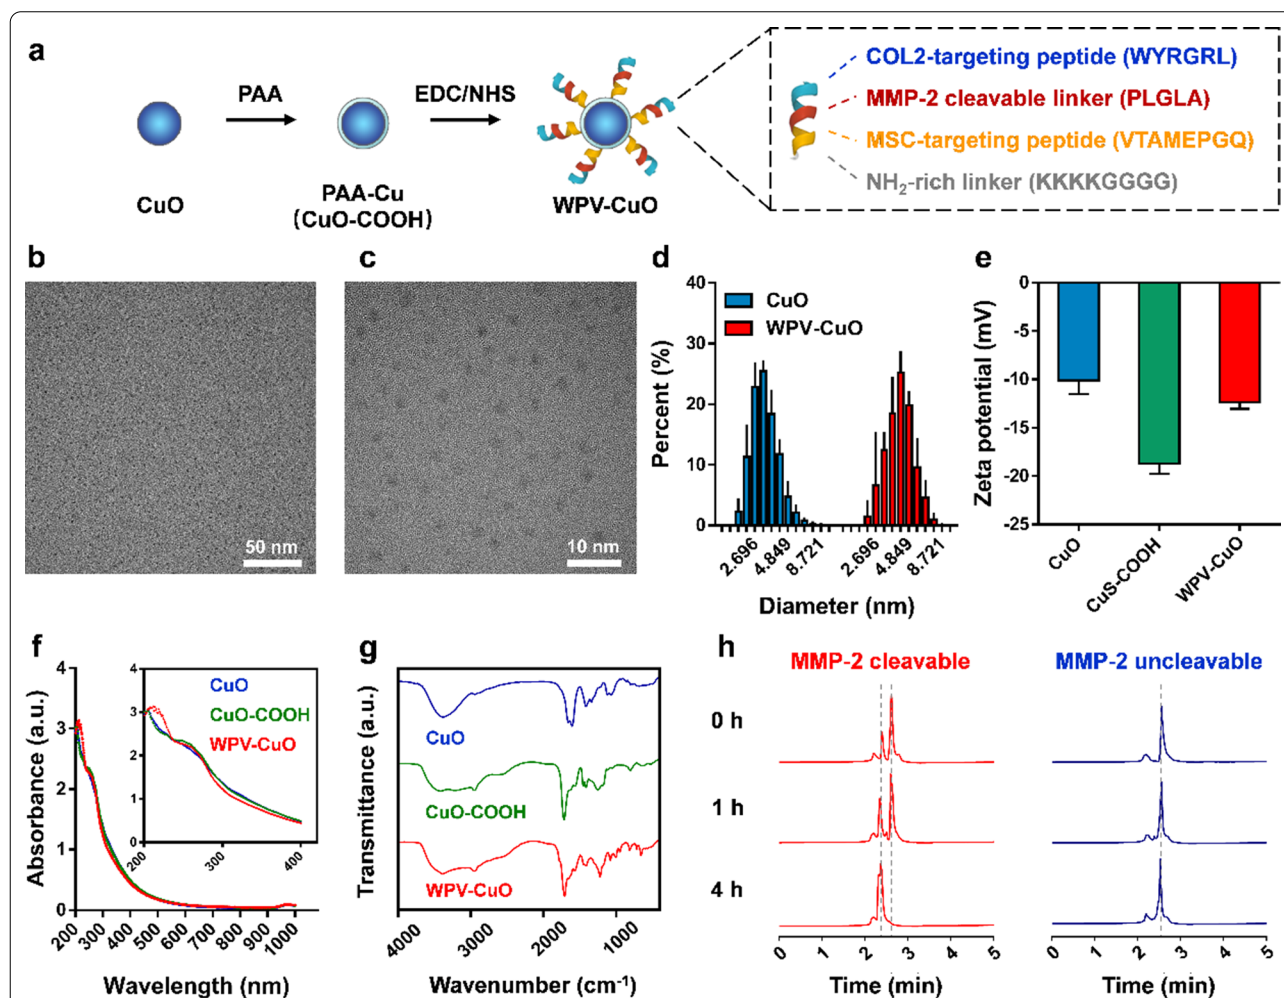 a
CuO
PAA
PAA-Cu
(CuO-COOH)
EDC/NHS
WPV-CuO
COL2-targeting peptide (WYRGRL)
MMP-2 cleavable linker (PLGLA)
MSC-targeting peptide (VTAMEPGQ)
NH₂-rich linker (KKKKGGGG)
b
50 nm
c
10 nm
d
Percent (%)
40
30
20
10
0
CuO
WPV-CuO
2.696
4.849
8.721
2.696
4.849
8.721
Diameter (nm)
e
Zeta potential (mV)
0
-5
-10
-15
-20
-25
CuO
CuS-COOH
WPV-CuO
f
Absorbance (a.u.)
4
3
2
1
0
200
300
400
500
600
700
800
900
1000
Wavelength (nm)
4
3
2
1
0
200
300
400
CuO
CuO-COOH
WPV-CuO
g
Transmittance (a.u.)
CuO
CuO-COOH
WPV-CuO
4000
3000
2000
1000
Wavenumber (cm⁻¹)
h
MMP-2 cleavable
MMP-2 uncleavable
0 h
1 h
4 h
0 1 2 3 4 5
Time (min)
0 1 2 3 4 5
Time (min)